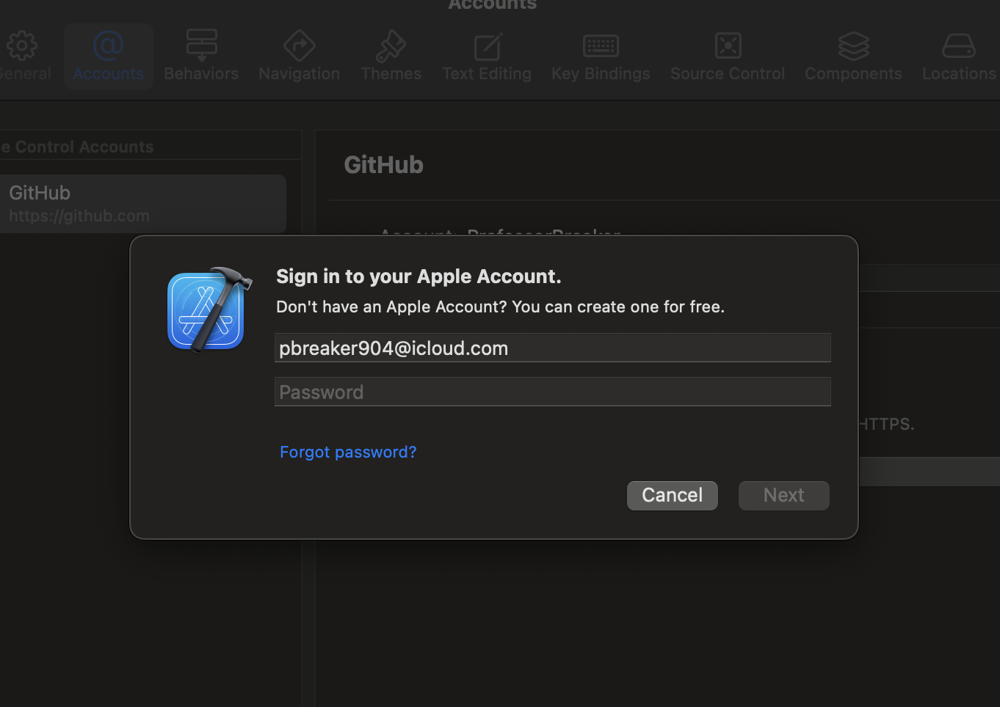 Accounts
General
Accounts
Behaviors
Navigation
Themes
Text Editing
Key Bindings
Source Control
Components
Locations
e Control Accounts
GitHub
https://github.com
GitHub
Account: ProfessorBreaker
Sign in to your Apple Account.
Don't have an Apple Account? You can create one for free.
pbreaker904@icloud.com
Password
HTTPS.
Forgot password?
Cancel
Next